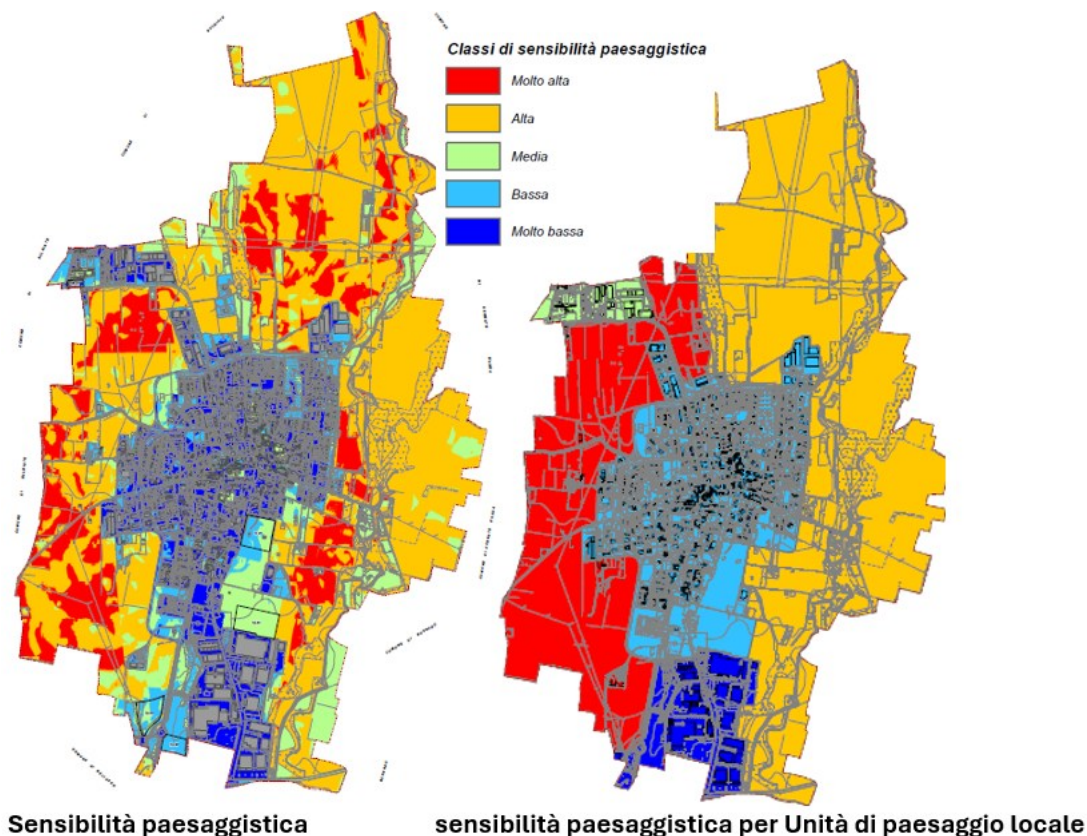 Classi di sensibilità paesaggistica
Molto alta
Alta
Media
Bassa
Molto bassa
Sensibilità paesaggistica
sensibilità paesaggistica per Unità di paesaggio locale